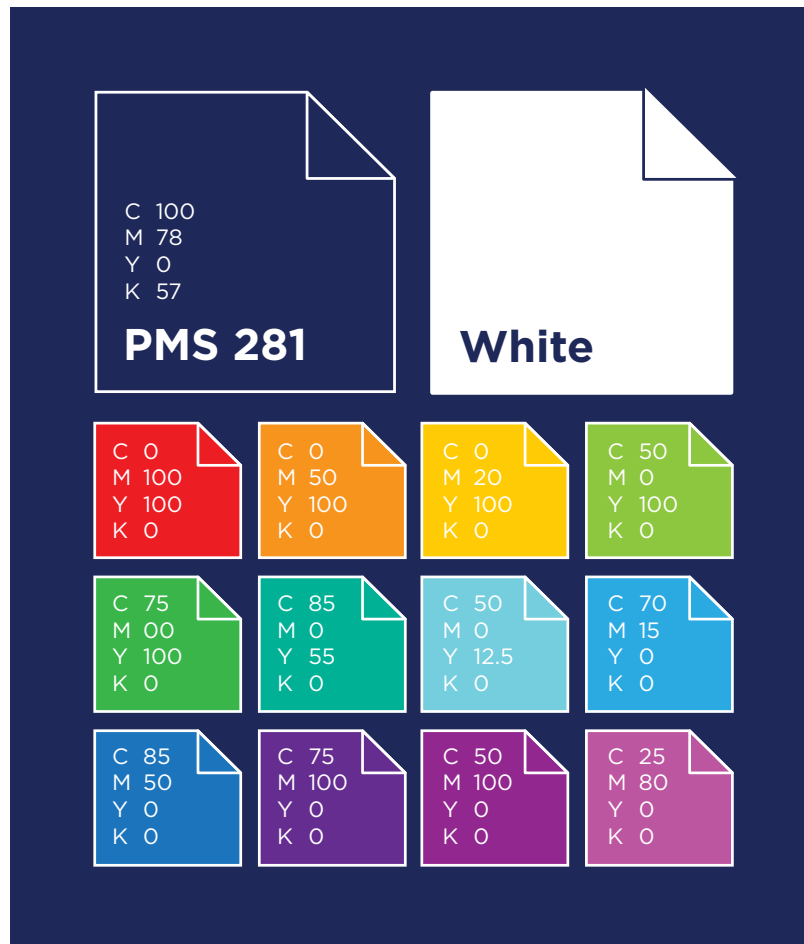 C 100
M 78
Y 0
K 57
PMS 281
White
C 0
M 100
Y 100
K 0
C 0
M 50
Y 100
K 0
C 0
M 20
Y 100
K 0
C 50
M 0
Y 100
K 0
C 75
M 00
Y 100
K 0
C 85
M 0
Y 55
K 0
C 50
M 0
Y 12.5
K 0
C 70
M 15
Y 0
K 0
C 85
M 50
Y 0
K 0
C 75
M 100
Y 0
K 0
C 50
M 100
Y 0
K 0
C 25
M 80
Y 0
K 0